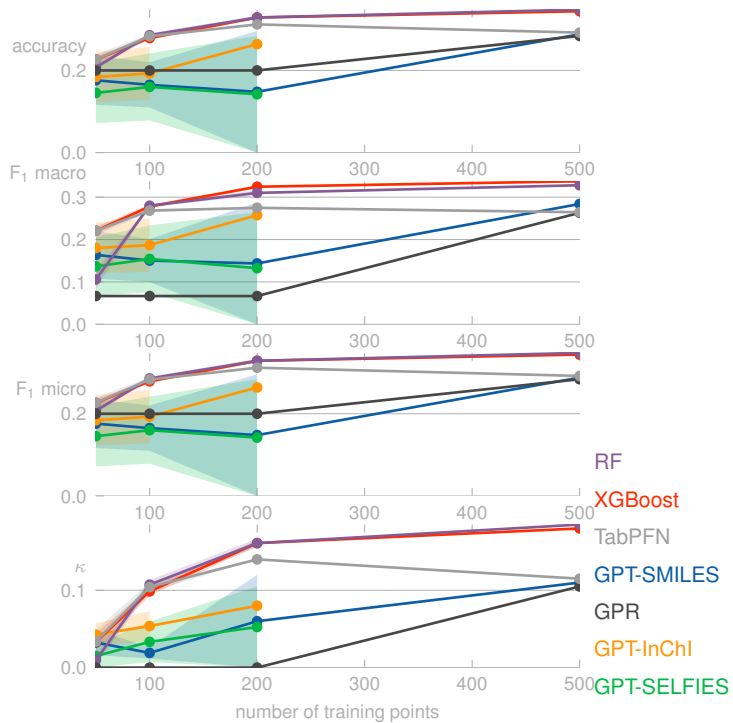 accuracy
0.2
0.0
100 200 300 400 500
F₁ macro
0.3
0.2
0.1
0.0
100 200 300 400 500
F₁ micro
0.2
0.0
100 200 300 400 500
κ
0.1
0.0
100 200 300 400 500
number of training points
RF
XGBoost
TabPFN
GPT-SMILES
GPR
GPT-InChI
GPT-SELFIES